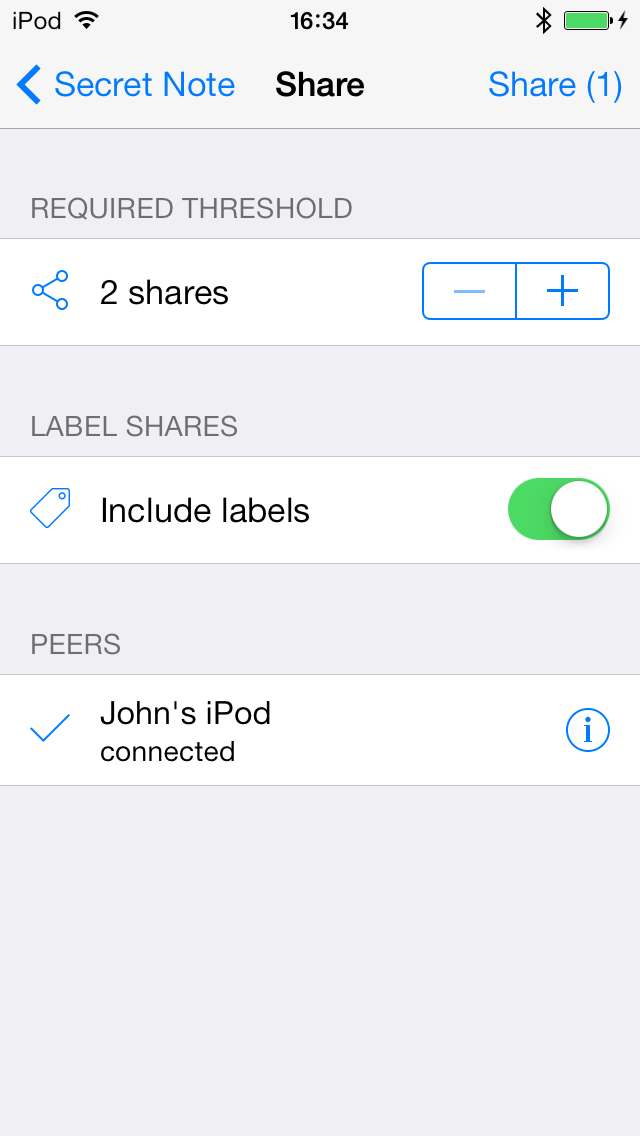 iPod 16:34
Secret Note Share Share (1)
REQUIRED THRESHOLD
2 shares
LABEL SHARES
Include labels
PEERS
John's iPod
connected